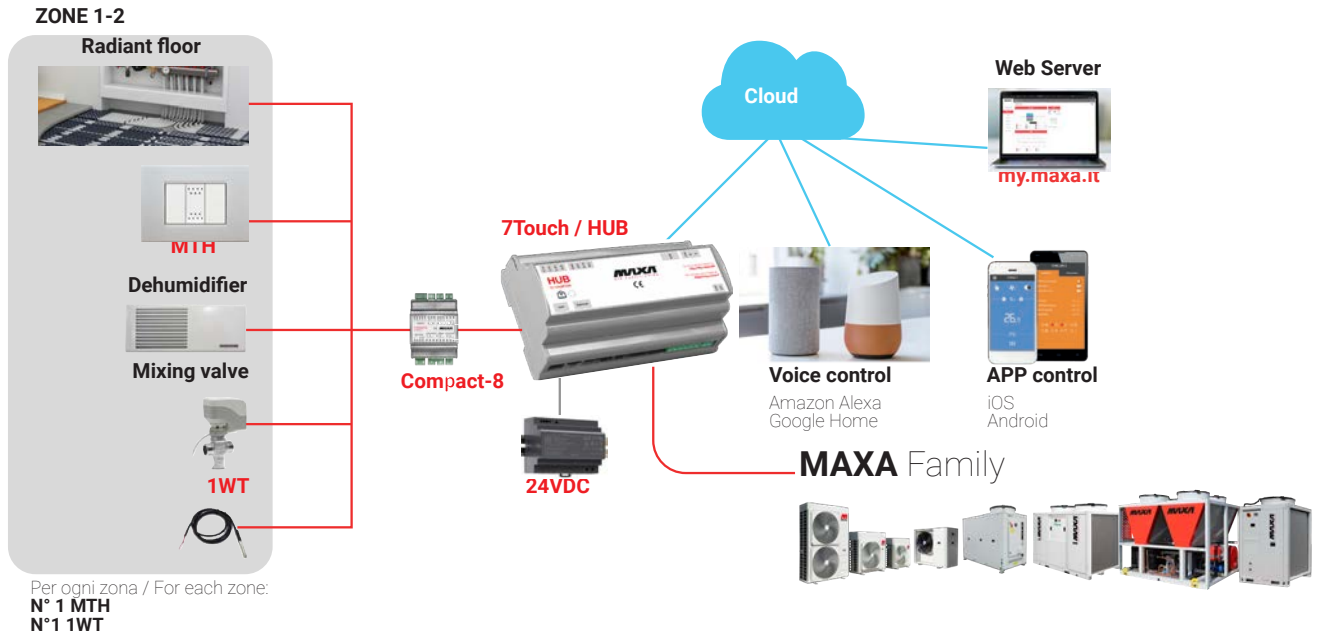 ZONE 1-2
Radiant floor
MTH
Dehumidifier
Mixing valve
1WT
Per ogni zona / For each zone:
N° 1 MTH
N°1 1WT
Compact-8
7Touch / HUB
HUB
MAXA
CE
24VDC
Cloud
Web Server
my.maxa.it
Voice control
Amazon Alexa
Google Home
APP control
iOS
Android
MAXA Family
MAXA
MAXA